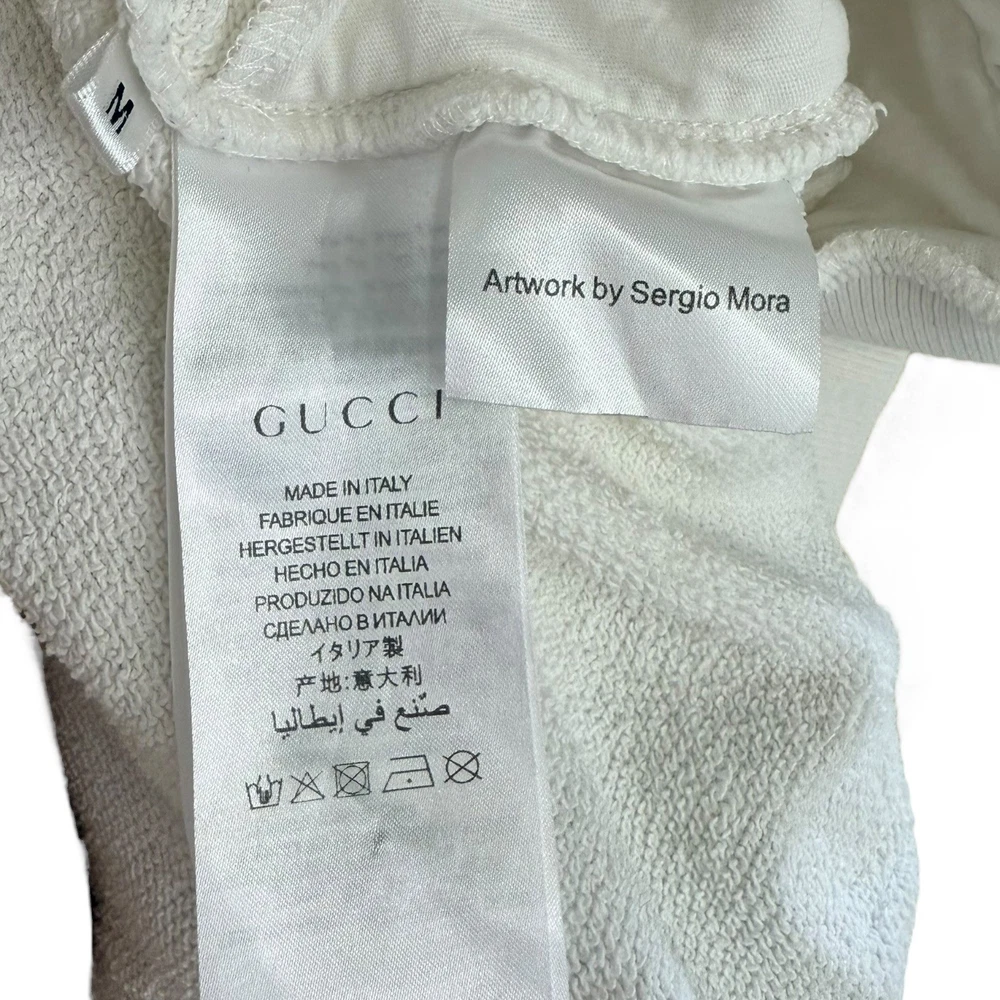 M
Artwork by Sergio Mora
GUCCI
MADE IN ITALY
FABRIQUE EN ITALIE
HERGESTELLT IN ITALIEN
HECHO EN ITALIA
PRODUZIDO NA ITALIA
СДЕЛАНО В ИТАЛИИ
イタリア製
产地:意大利
صنّع في إيطاليا